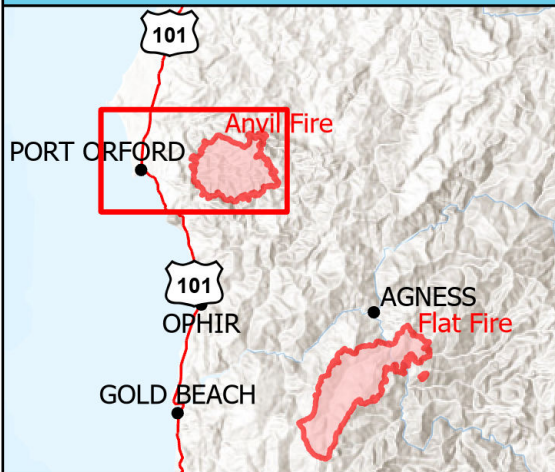 101
Anvil Fire
PORT ORFORD
101
AGNESS
OPHIR
Flat Fire
GOLD BEACH